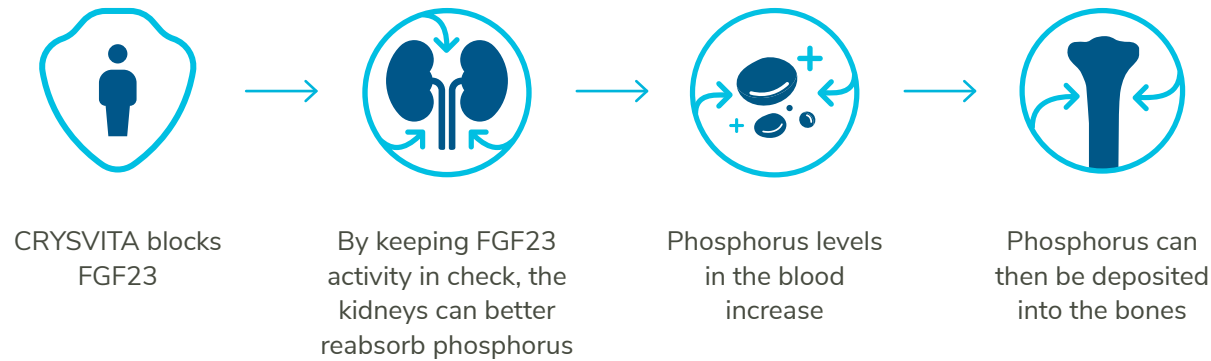 CRYSVITA blocks
FGF23
By keeping FGF23
activity in check, the
kidneys can better
reabsorb phosphorus
Phosphorus levels
in the blood
increase
Phosphorus can
then be deposited
into the bones